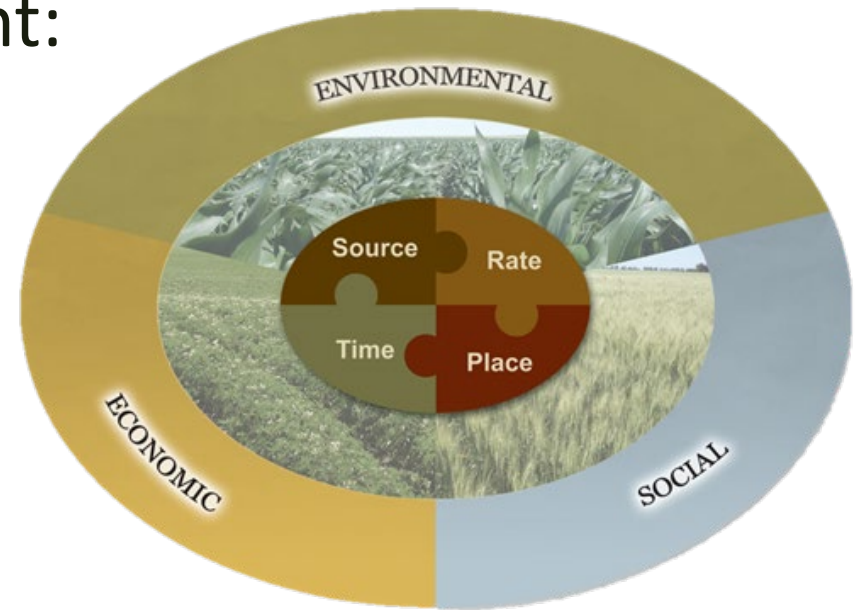 nt:
ENVIRONMENTAL
Source
Rate
Time
Place
ECONOMIC
SOCIAL